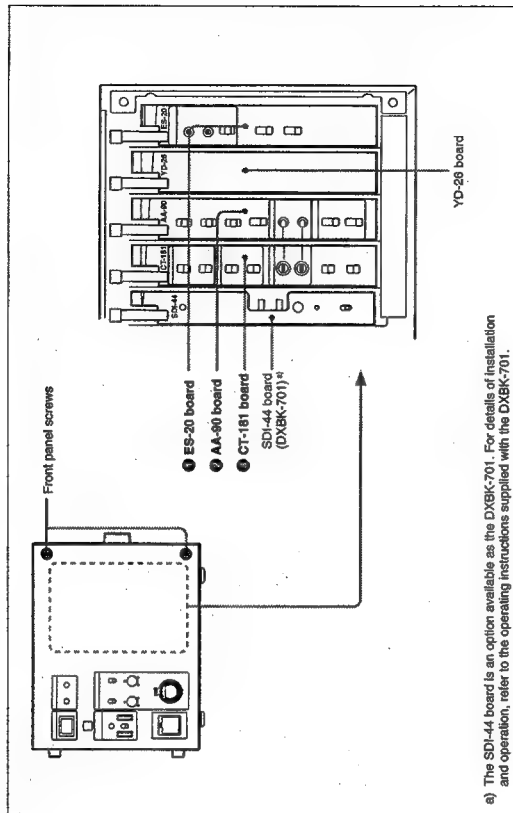 Front panel screws
ES-20
YD-26
AA-90
CT-181
SDI-44
❶ ES-20 board
❷ AA-90 board
❸ CT-181 board
SDI-44 board
(DXBK-701) a)
YD-26 board
a) The SDI-44 board is an option available as the DXBK-701. For details of installation
and operation, refer to the operating instructions supplied with the DXBK-701.